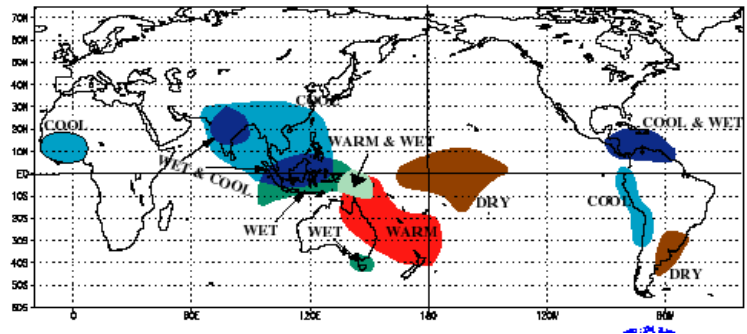 70N
60N
50N
40N
30N
20N
10N
EQ
10S
20S
30S
40S
50S
60S
COOL
COOL
COOL & WET
WARM & WET
WET & COOL
COOL
DRY
WET
WET
WARM
DRY
0
60E
120E
180
120W
60W